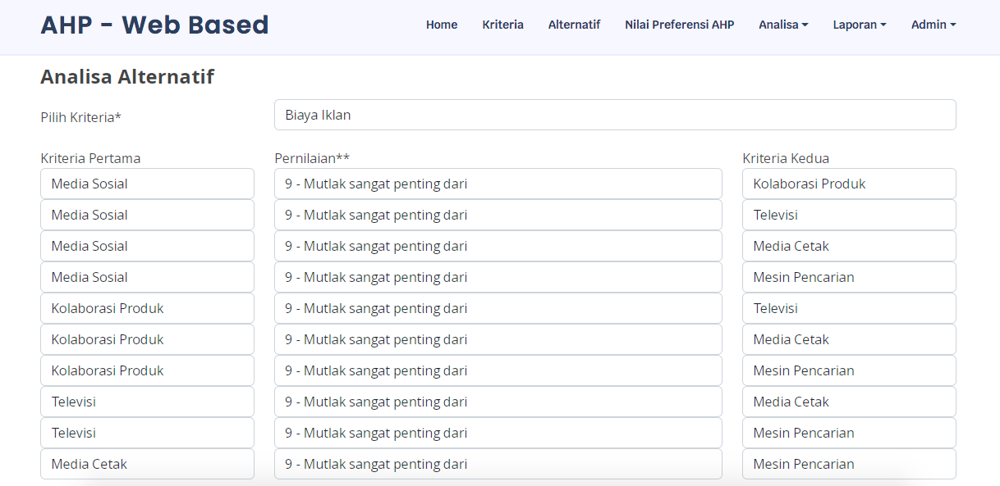 AHP - Web Based Home Kriteria Alternatif Nilai Preferensi AHP Analisa Laporan Admin
Analisa Alternatif
Pilih Kriteria* Biaya Iklan
Kriteria Pertama Pernilaian** Kriteria Kedua
Media Sosial 9 - Mutlak sangat penting dari Kolaborasi Produk
Media Sosial 9 - Mutlak sangat penting dari Televisi
Media Sosial 9 - Mutlak sangat penting dari Media Cetak
Media Sosial 9 - Mutlak sangat penting dari Mesin Pencarian
Kolaborasi Produk 9 - Mutlak sangat penting dari Televisi
Kolaborasi Produk 9 - Mutlak sangat penting dari Media Cetak
Kolaborasi Produk 9 - Mutlak sangat penting dari Mesin Pencarian
Televisi 9 - Mutlak sangat penting dari Media Cetak
Televisi 9 - Mutlak sangat penting dari Mesin Pencarian
Media Cetak 9 - Mutlak sangat penting dari Mesin Pencarian